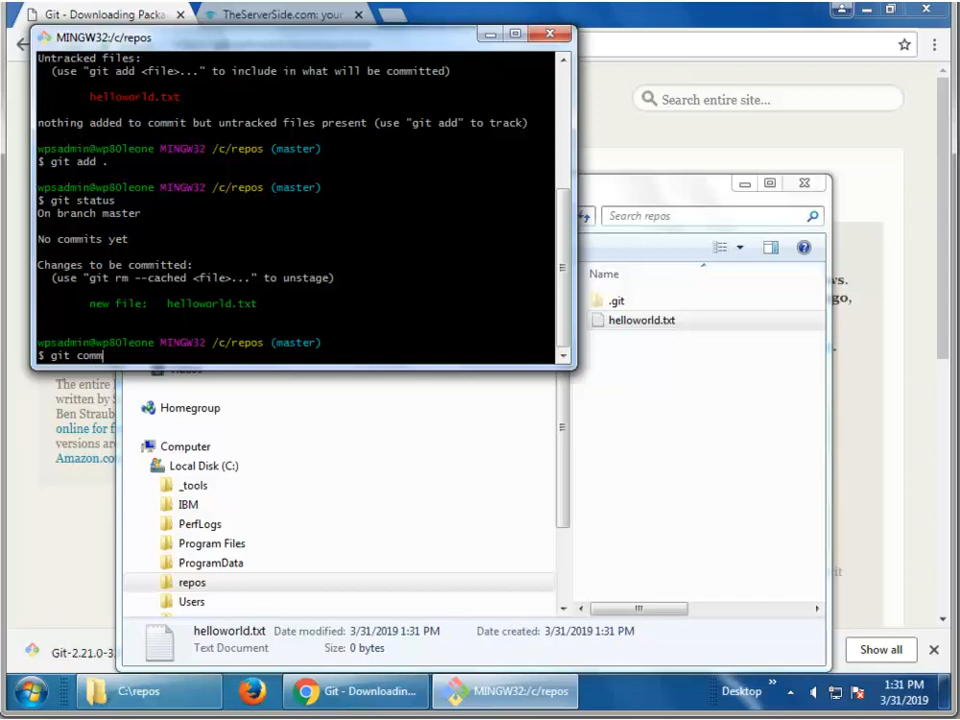 Git - Downloading Packa
TheServerSide.com: your
MINGW32:/c/repos
Untracked files:
(use "git add <file>..." to include in what will be committed)
helloworld.txt
nothing added to commit but untracked files present (use "git add" to track)
wpsadmin@wp80leone MINGW32 /c/repos (master)
$ git add .
wpsadmin@wp80leone MINGW32 /c/repos (master)
$ git status
On branch master
No commits yet
Changes to be committed:
(use "git rm --cached <file>..." to unstage)
new file: helloworld.txt
wpsadmin@wp80leone MINGW32 /c/repos (master)
$ git comm
Search entire site...
Search repos
Name
.git
helloworld.txt
The entire
written by S
Ben Straub
online for f
versions are
Amazon.co
vs.
go,
Homegroup
Computer
Local Disk (C:)
_tools
IBM
PerfLogs
Program Files
ProgramData
repos
Users
helloworld.txt Date modified: 3/31/2019 1:31 PM Date created: 3/31/2019 1:31 PM
Text Document Size: 0 bytes
Git-2.21.0-3
Show all
C:\repos
Git - Downloadin...
MINGW32:/c/repos
Desktop
1:31 PM
3/31/2019